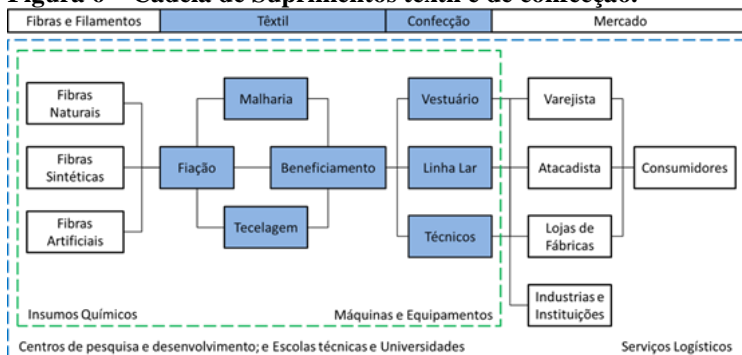 Figura 6 – Cadeia de Suprimentos têxtil e de confecção.
Fibras e Filamentos
Têxtil
Confecção
Mercado
Fibras
Naturais
Malharia
Vestuário
Varejista
Fibras
Sintéticas
Fiação
Beneficiamento
Linha Lar
Atacadista
Consumidores
Fibras
Artificiais
Tecelagem
Técnicos
Lojas de
Fábricas
Industrias e
Instituições
Insumos Químicos
Máquinas e Equipamentos
Centros de pesquisa e desenvolvimento; e Escolas técnicas e Universidades
Serviços Logísticos